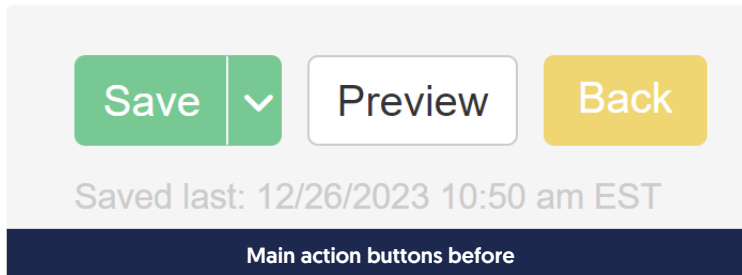 Save Preview Back
Saved last: 12/26/2023 10:50 am EST
Main action buttons before